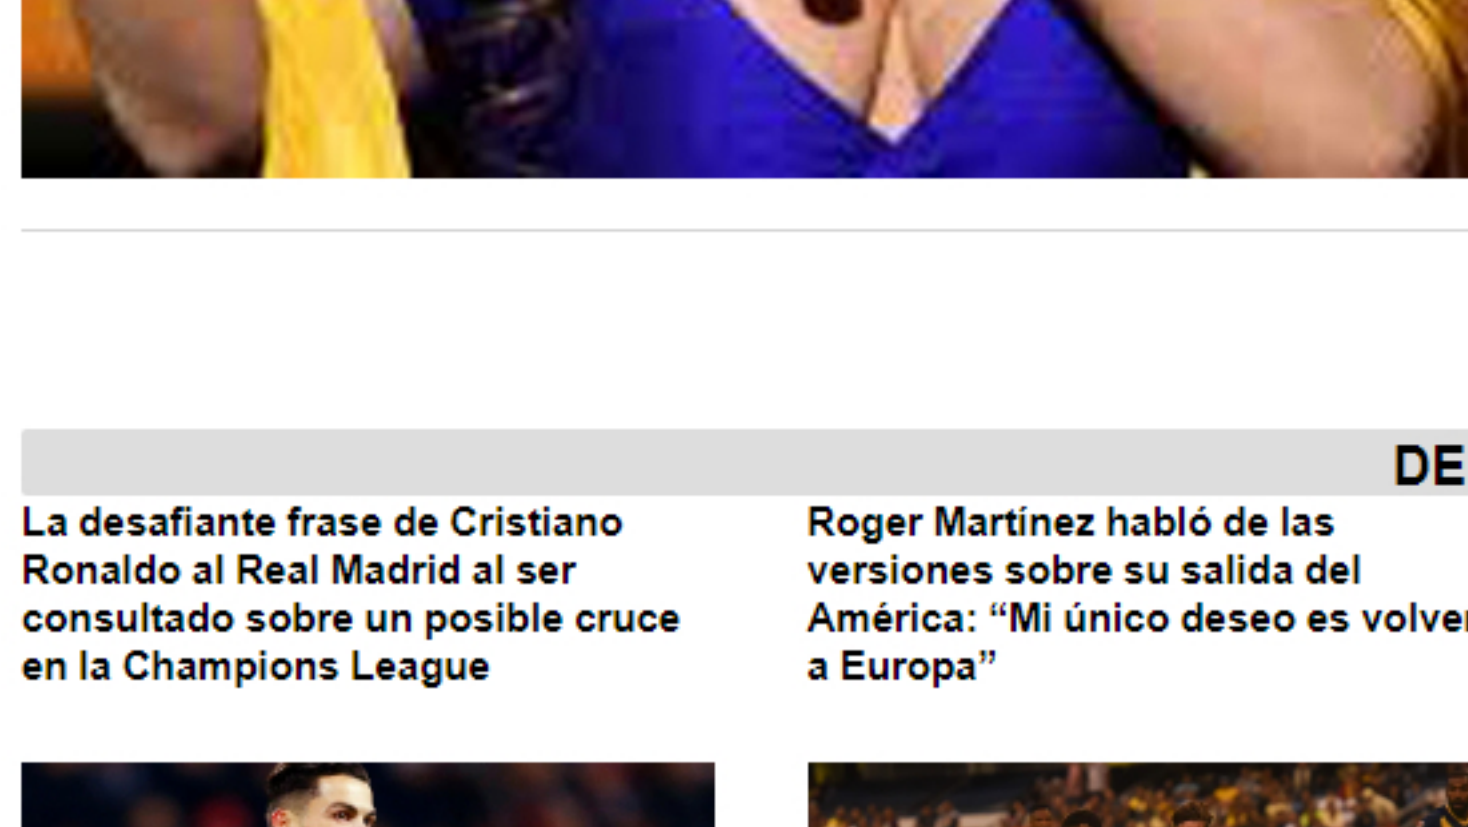 DE
La desafiante frase de Cristiano
Ronaldo al Real Madrid al ser
consultado sobre un posible cruce
en la Champions League
Roger Martínez habló de las
versiones sobre su salida del
América: “Mi único deseo es volver
a Europa”